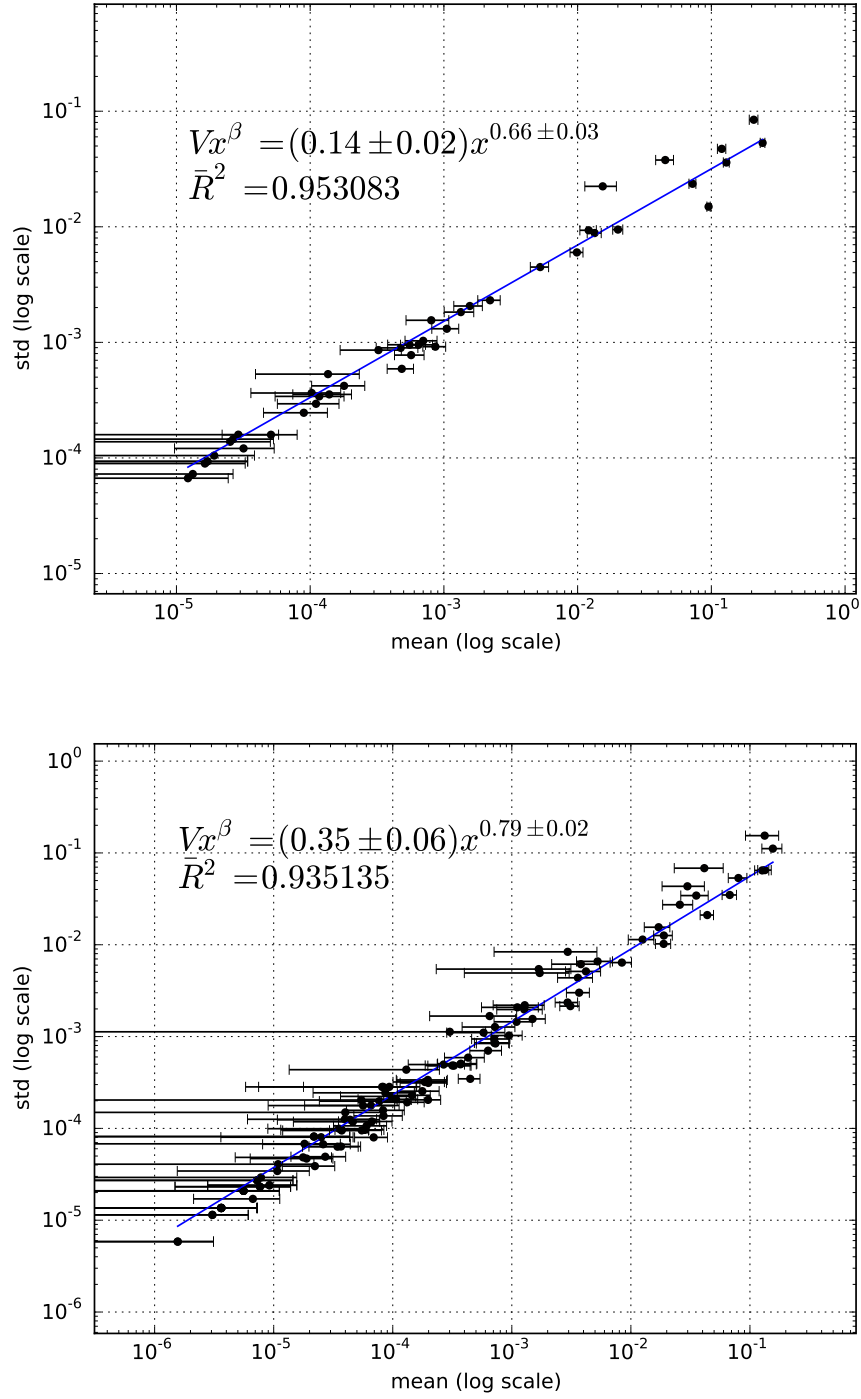 10⁻¹
Vx^β =(0.14±0.02)x^0.66±0.03
R̄² =0.953083
10⁻²
std (log scale)
10⁻³
10⁻⁴
10⁻⁵
10⁻⁵ 10⁻⁴ 10⁻³ 10⁻² 10⁻¹ 10⁰
mean (log scale)
10⁰
Vx^β =(0.35±0.06)x^0.79±0.02
10⁻¹
R̄² =0.935135
10⁻²
std (log scale)
10⁻³
10⁻⁴
10⁻⁵
10⁻⁶
10⁻⁶ 10⁻⁵ 10⁻⁴ 10⁻³ 10⁻² 10⁻¹
mean (log scale)